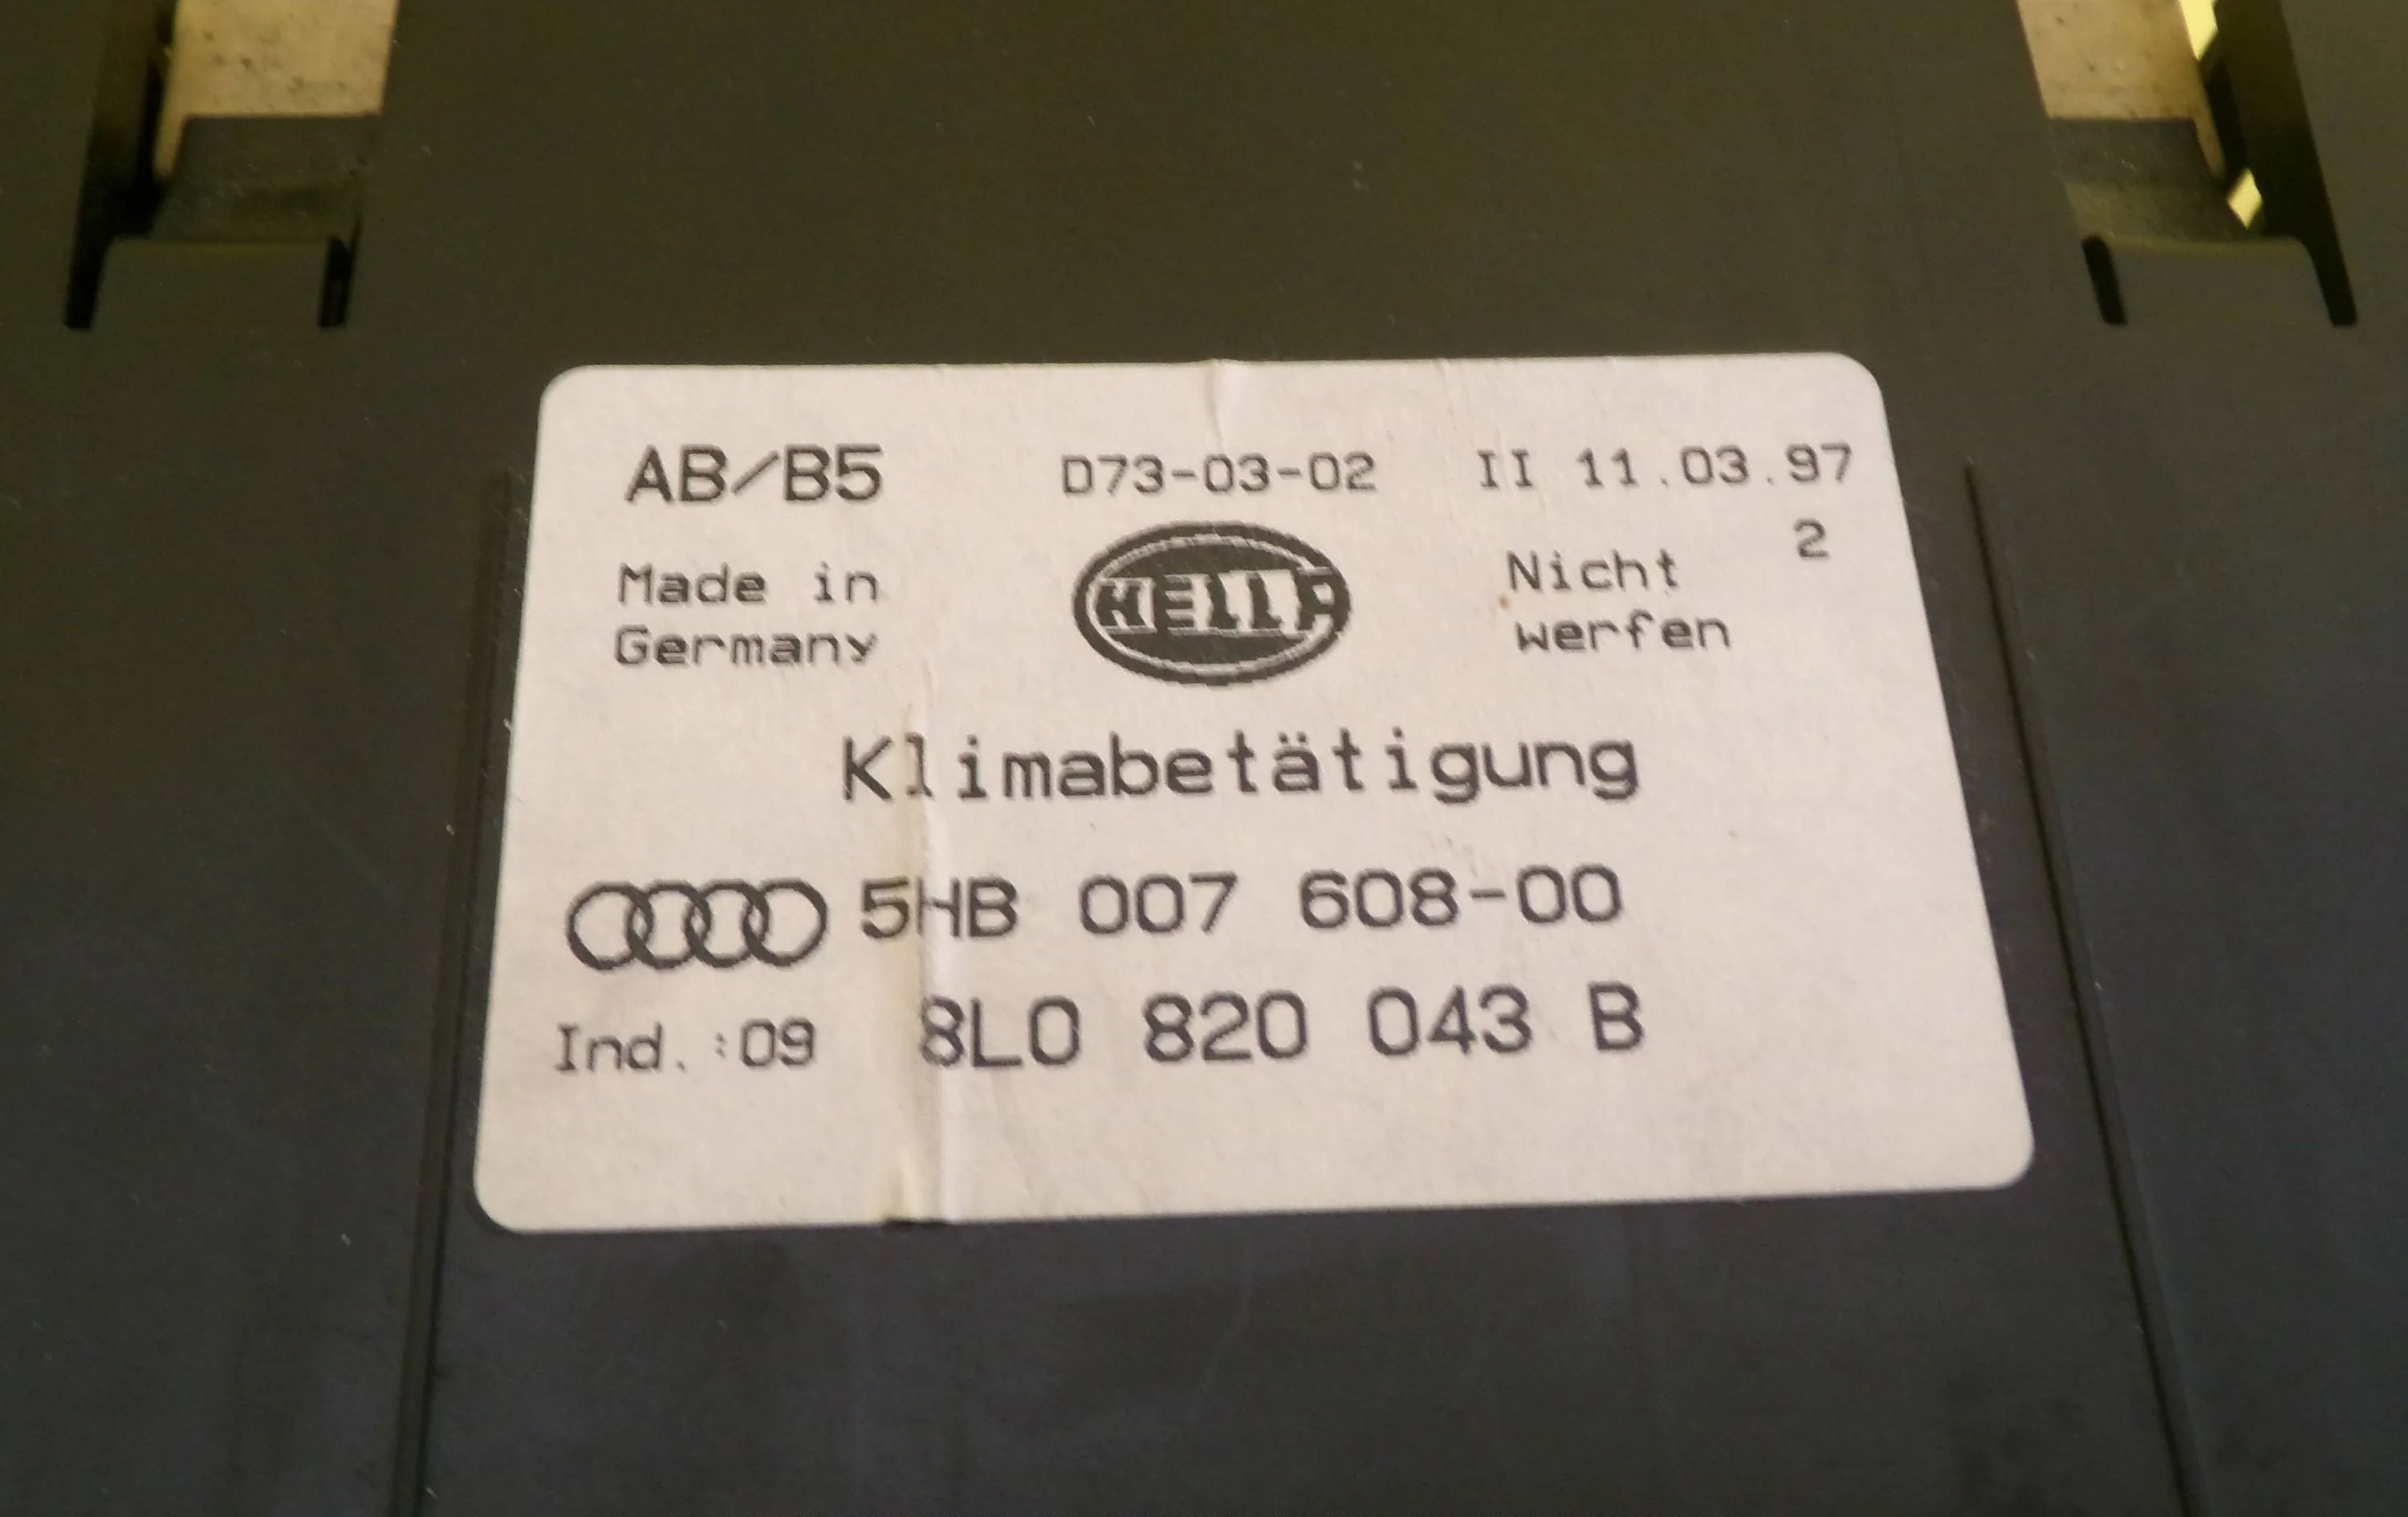 AB/B5 D73-03-02 II 11.03.97
2
Made in
Germany
HELLA
Nicht
werfen
Klimabetätigung
5HB 007 608-00
Ind.:09 8L0 820 043 B